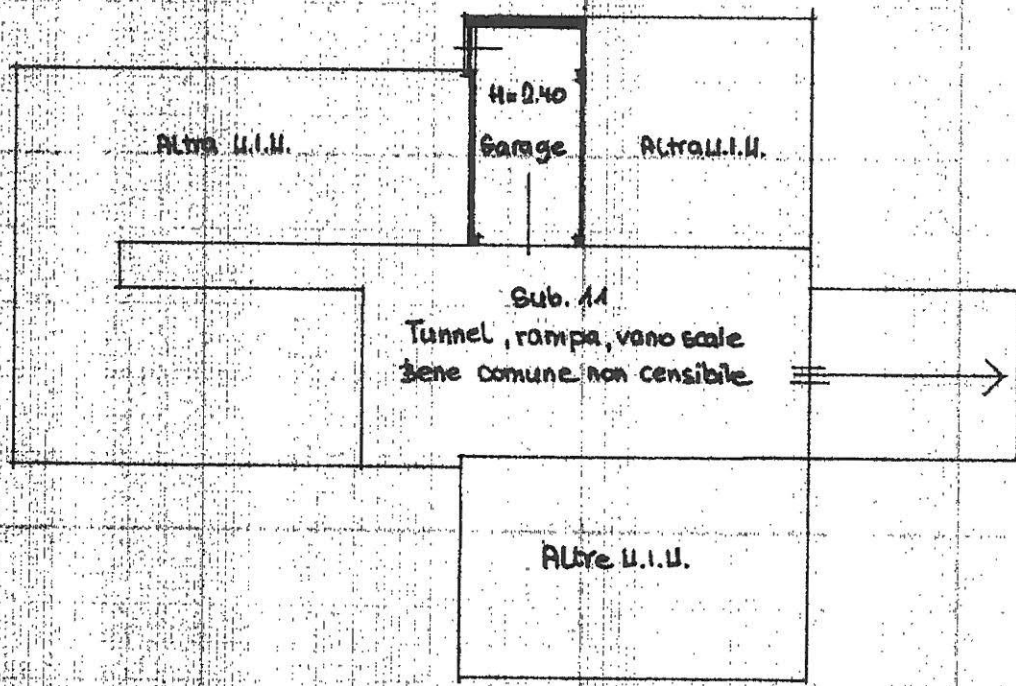 H=2.40
Altra U.I.U.
Garage
Altra U.I.U.
Sub. 11
Tunnel, rampa, vano scale
Bene comune non censibile
Altre U.I.U.